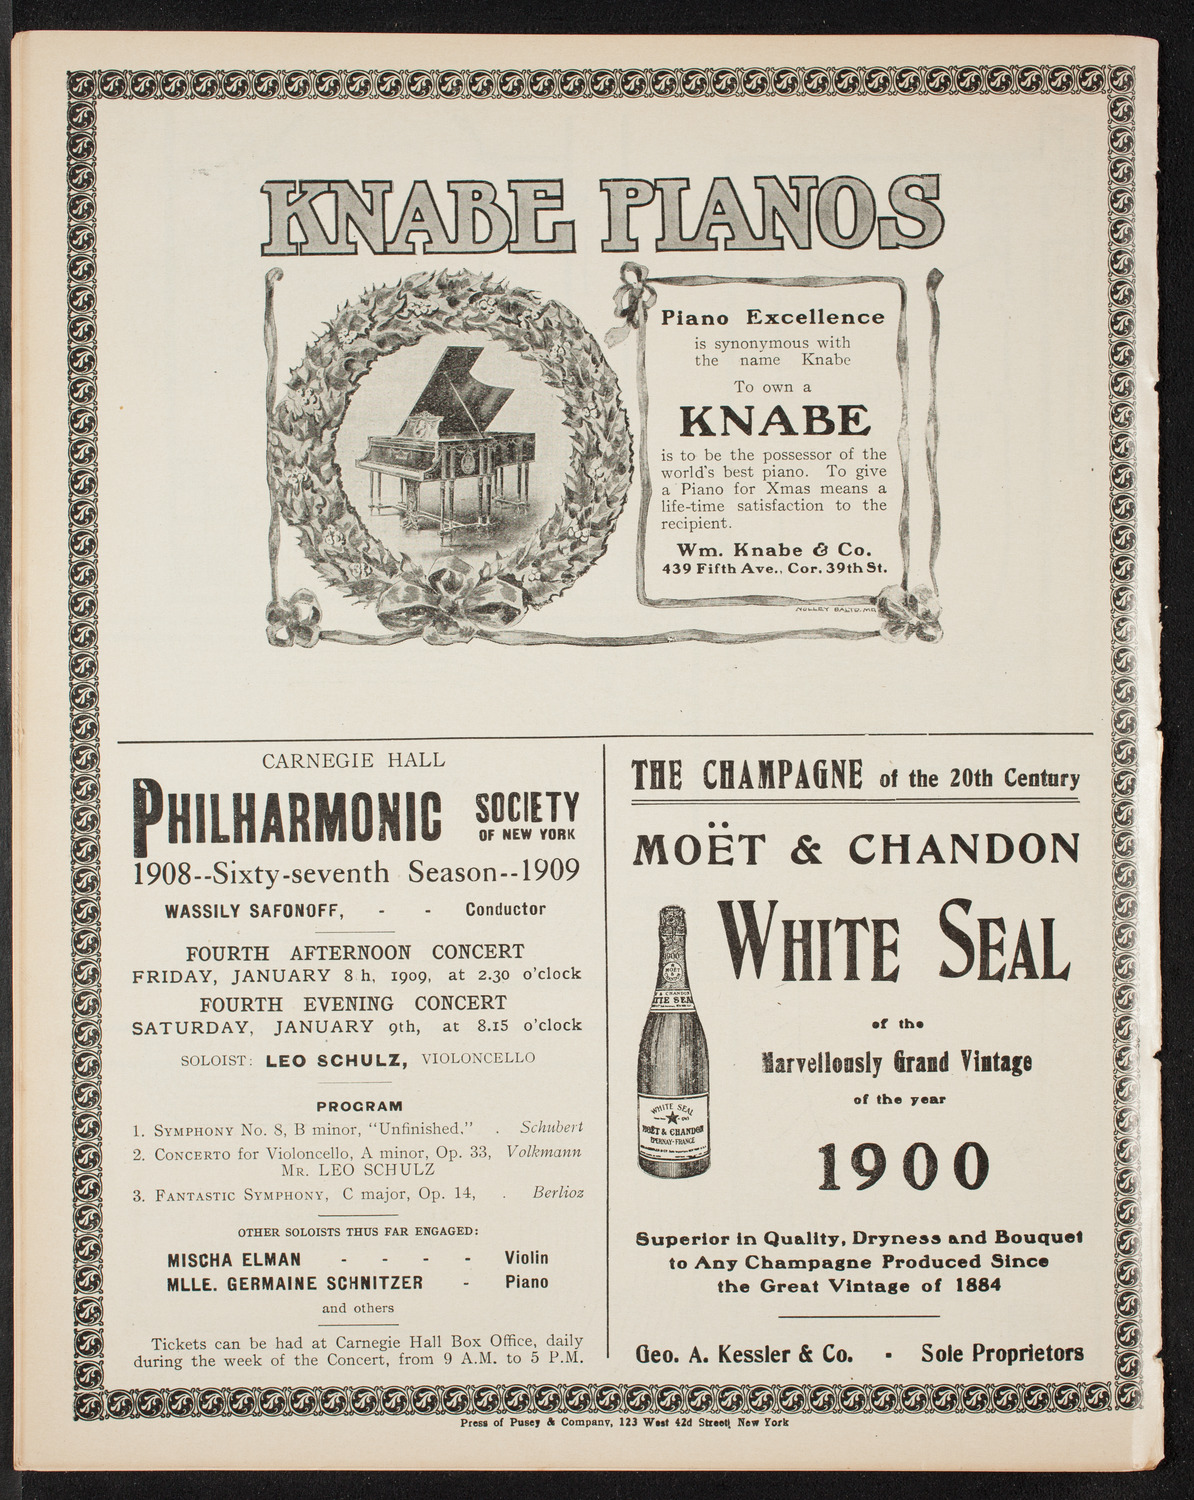 KNABE PIANOS
Piano Excellence
is synonymous with
the name Knabe
To own a
KNABE
is to be the possessor of the
world's best piano. To give
a Piano for Xmas means a
life-time satisfaction to the
recipient.
Wm. Knabe & Co.
439 Fifth Ave., Cor. 39th St.
NOLLEY BALTO. MD.
CARNEGIE HALL
PHILHARMONIC SOCIETY
OF NEW YORK
1908--Sixty-seventh Season--1909
WASSILY SAFONOFF, - - Conductor
FOURTH AFTERNOON CONCERT
FRIDAY, JANUARY 8 h, 1909, at 2.30 o'clock
FOURTH EVENING CONCERT
SATURDAY, JANUARY 9th, at 8.15 o'clock
SOLOIST: LEO SCHULZ, VIOLONCELLO
PROGRAM
1. SYMPHONY No. 8, B minor, "Unfinished," . Schubert
2. CONCERTO for Violoncello, A minor, Op. 33, Volkmann
MR. LEO SCHULZ
3. FANTASTIC SYMPHONY, C major, Op. 14, . Berlioz
OTHER SOLOISTS THUS FAR ENGAGED:
MISCHA ELMAN - - - - Violin
MLLE. GERMAINE SCHNITZER - Piano
and others
Tickets can be had at Carnegie Hall Box Office, daily
during the week of the Concert, from 9 A.M. to 5 P.M.
THE CHAMPAGNE of the 20th Century
MOËT & CHANDON
WHITE SEAL
of the
Marvellously Grand Vintage
of the year
1900
WHITE SEAL
MOËT & CHANDON
EPERNAY-FRANCE
Superior in Quality, Dryness and Bouquet
to Any Champagne Produced Since
the Great Vintage of 1884
Geo. A. Kessler & Co. - Sole Proprietors
Press of Pusey & Company, 123 West 42d Street, New York